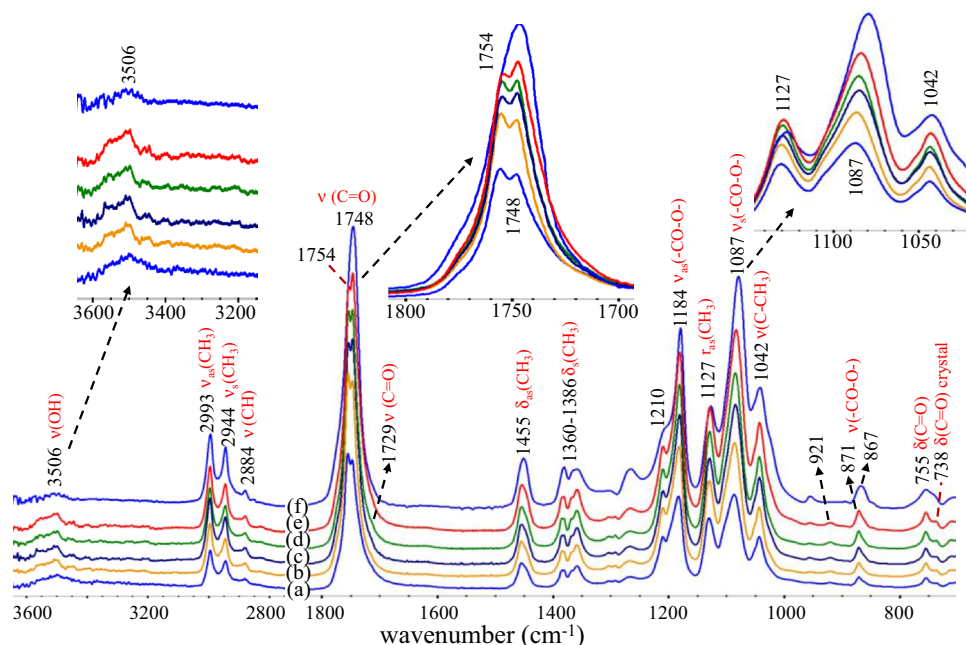 3506
3600 3400 3200
1754
1748
1800 1750 1700
1127
1042
1087
1100 1050
ν (C=O)
1748
1754
3506 ν(OH)
2993 νas(CH3)
2944 νs(CH3)
2884 ν (CH)
1729 ν (C=O)
1455 δas(CH3)
1360-1386 δs(CH3)
1210
1184 νas(-CO-O-)
1127 ras(CH3)
1087 νs(-CO-O-)
1042 ν(C-CH3)
921
871 ν(-CO-O-)
867
755 δ(C=O)
738 δ(C=O) crystal
(f)
(e)
(d)
(c)
(b)
(a)
3600 3200 2800 1800 1600 1400 1200 1000 800
wavenumber (cm-1)